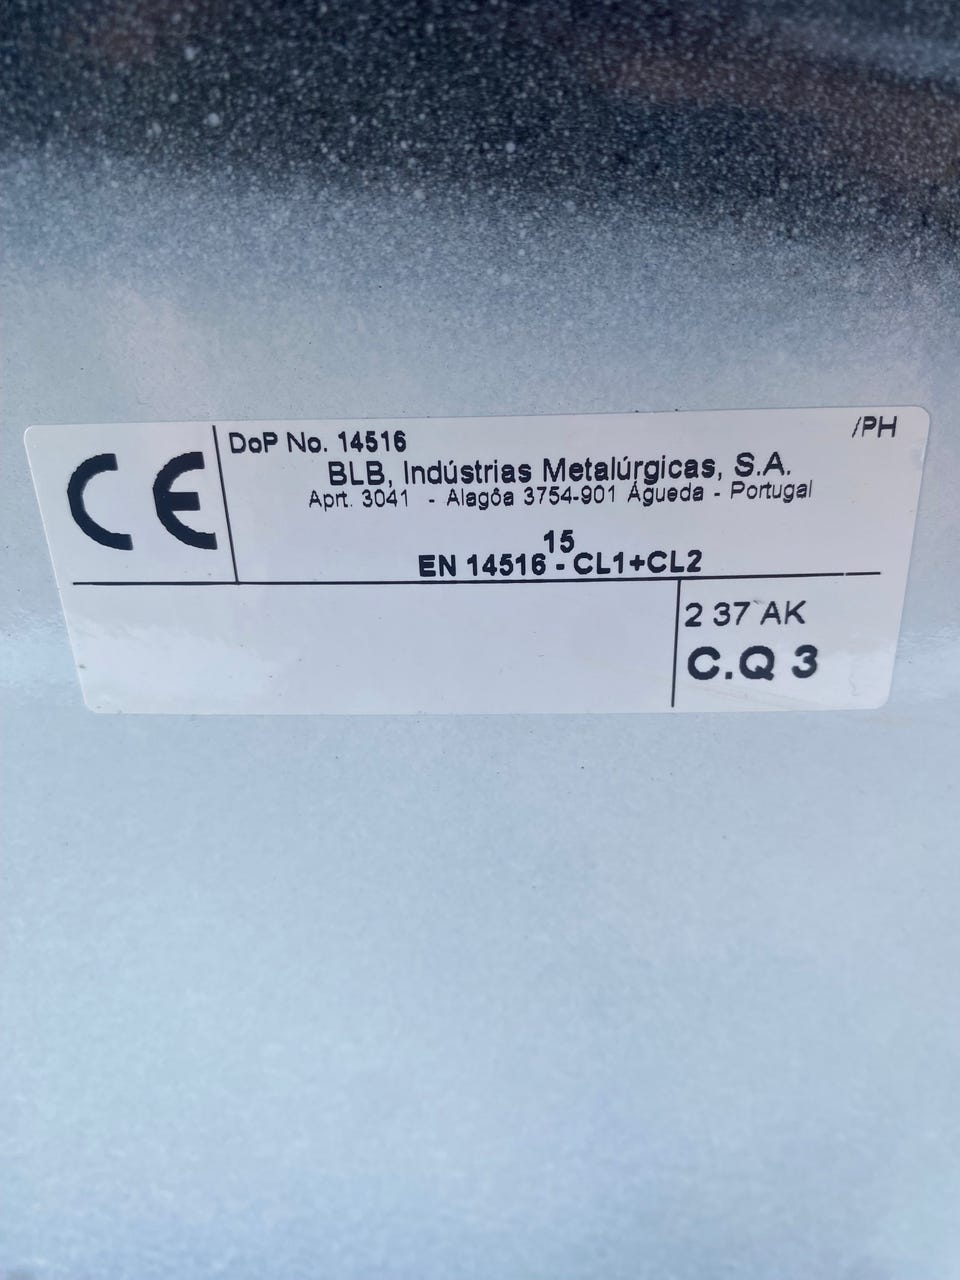 /PH
CE
DoP No. 14516
BLB, Indústrias Metalúrgicas, S.A.
Aprt. 3041 - Alagôa 3754-901 Águeda - Portugal
15
EN 14516 - CL1+CL2
2 37 AK
C.Q 3